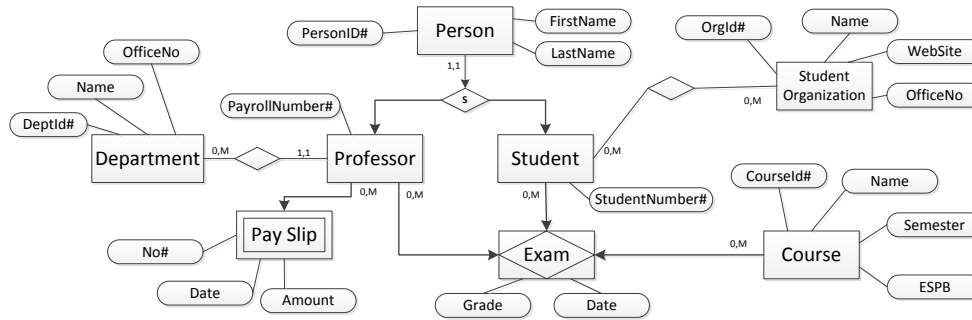 FirstName
Person
PersonID#
LastName
1,1
S
OrgId#
Name
WebSite
Student
Organization
OfficeNo
0,M
OfficeNo
Name
DeptId#
PayrollNumber#
Department
0,M
1,1
Professor
Student
0,M
0,M
0,M
0,M
StudentNumber#
CourseId#
Name
Semester
Pay Slip
No#
Date
Amount
Exam
0,M
Course
Grade
Date
ESPB